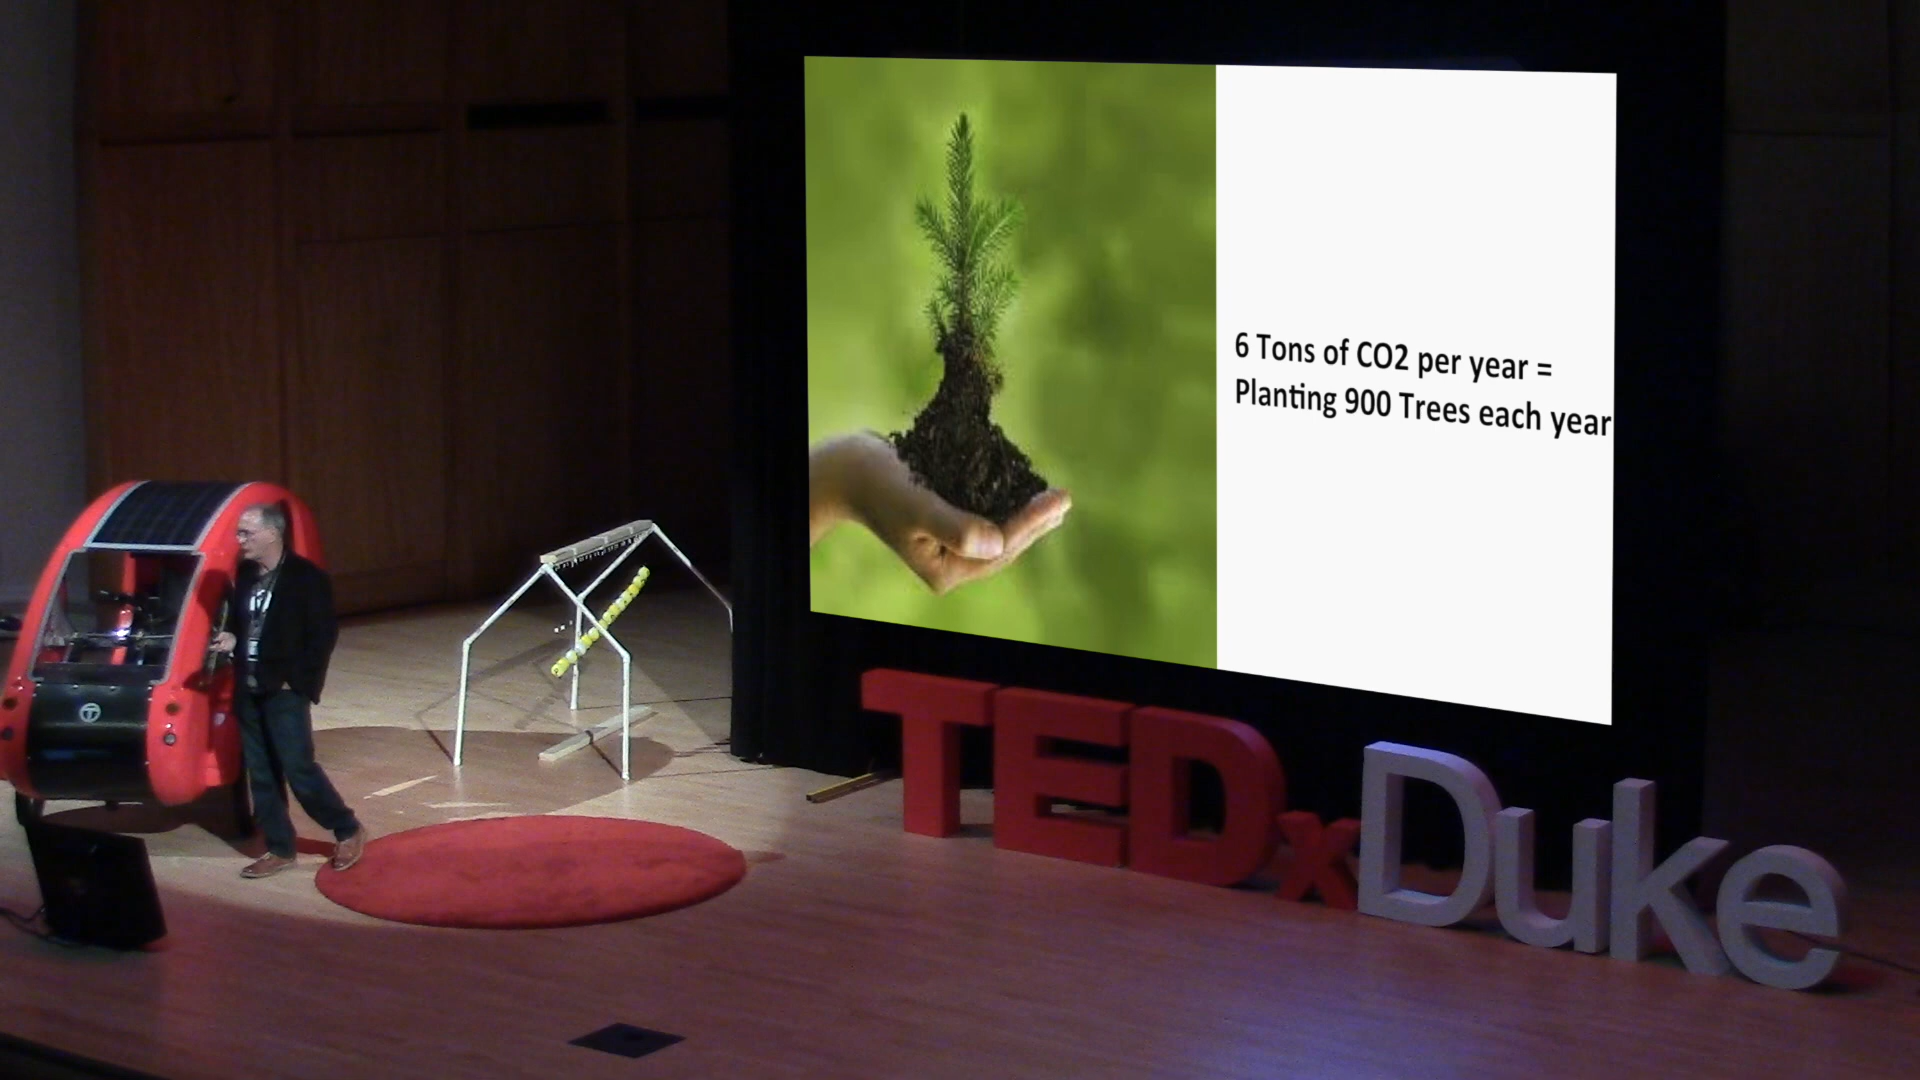 6 Tons of CO2 per year =
Planting 900 Trees each year
TEDxDuke